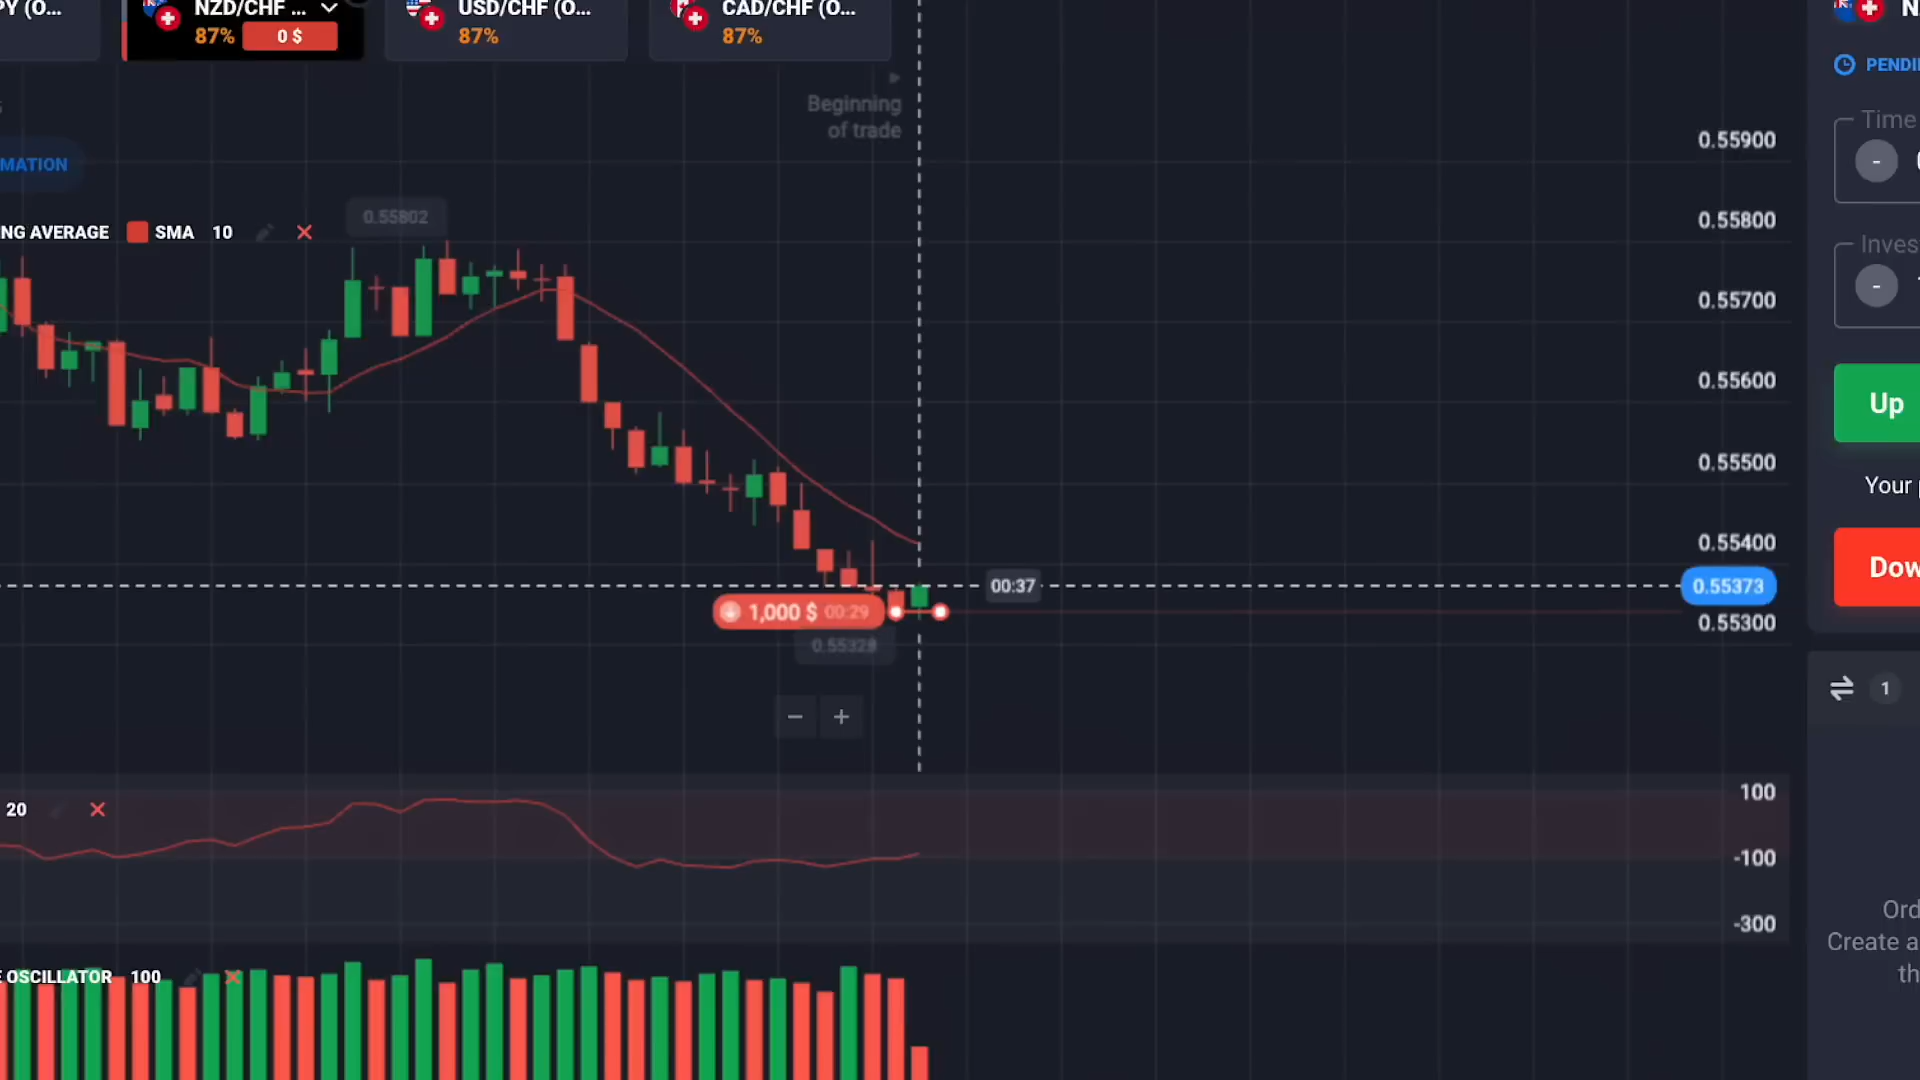 PY (O...
NZD/CHF ...
87%
0 $
USD/CHF (O...
87%
CAD/CHF (O...
87%
Beginning
of trade
PENDI
Time
MATION
NG AVERAGE SMA 10
0.55802
0.55900
0.55800
0.55700
0.55600
0.55500
0.55400
0.55373
0.55300
Inves
-
-
Up
Your
Dow
00:37
1,000 $ 00:29
0.55328
- +
1
20
100
-100
-300
E OSCILLATOR 100
Ord
Create a
th